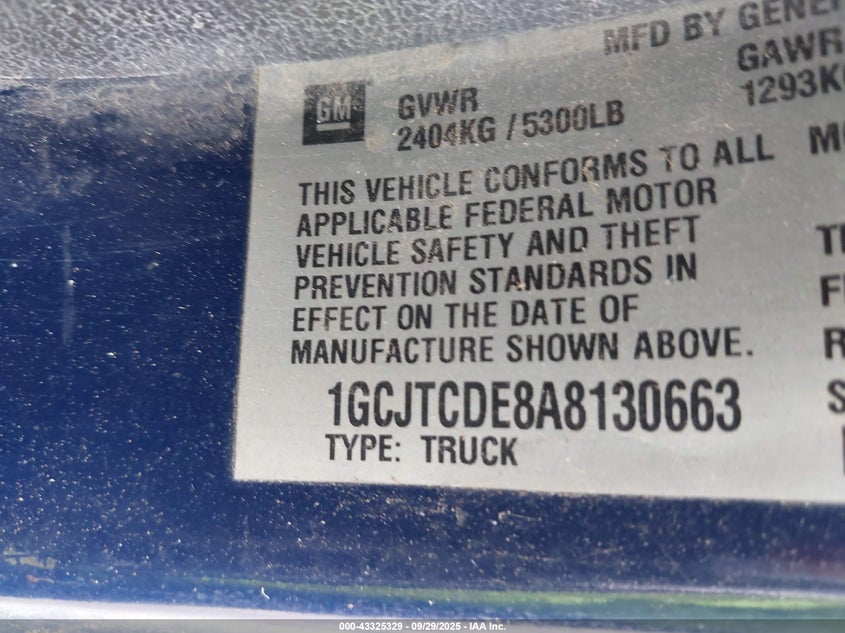 MFD BY GENE
GM
GVWR
2404KG / 5300LB
GAWR
1293K
THIS VEHICLE CONFORMS TO ALL
APPLICABLE FEDERAL MOTOR
VEHICLE SAFETY AND THEFT
PREVENTION STANDARDS IN
EFFECT ON THE DATE OF
MANUFACTURE SHOWN ABOVE.
1GCJTCDE8A8130663
TYPE: TRUCK
000-43325329 - 09/29/2025 - IAA Inc.